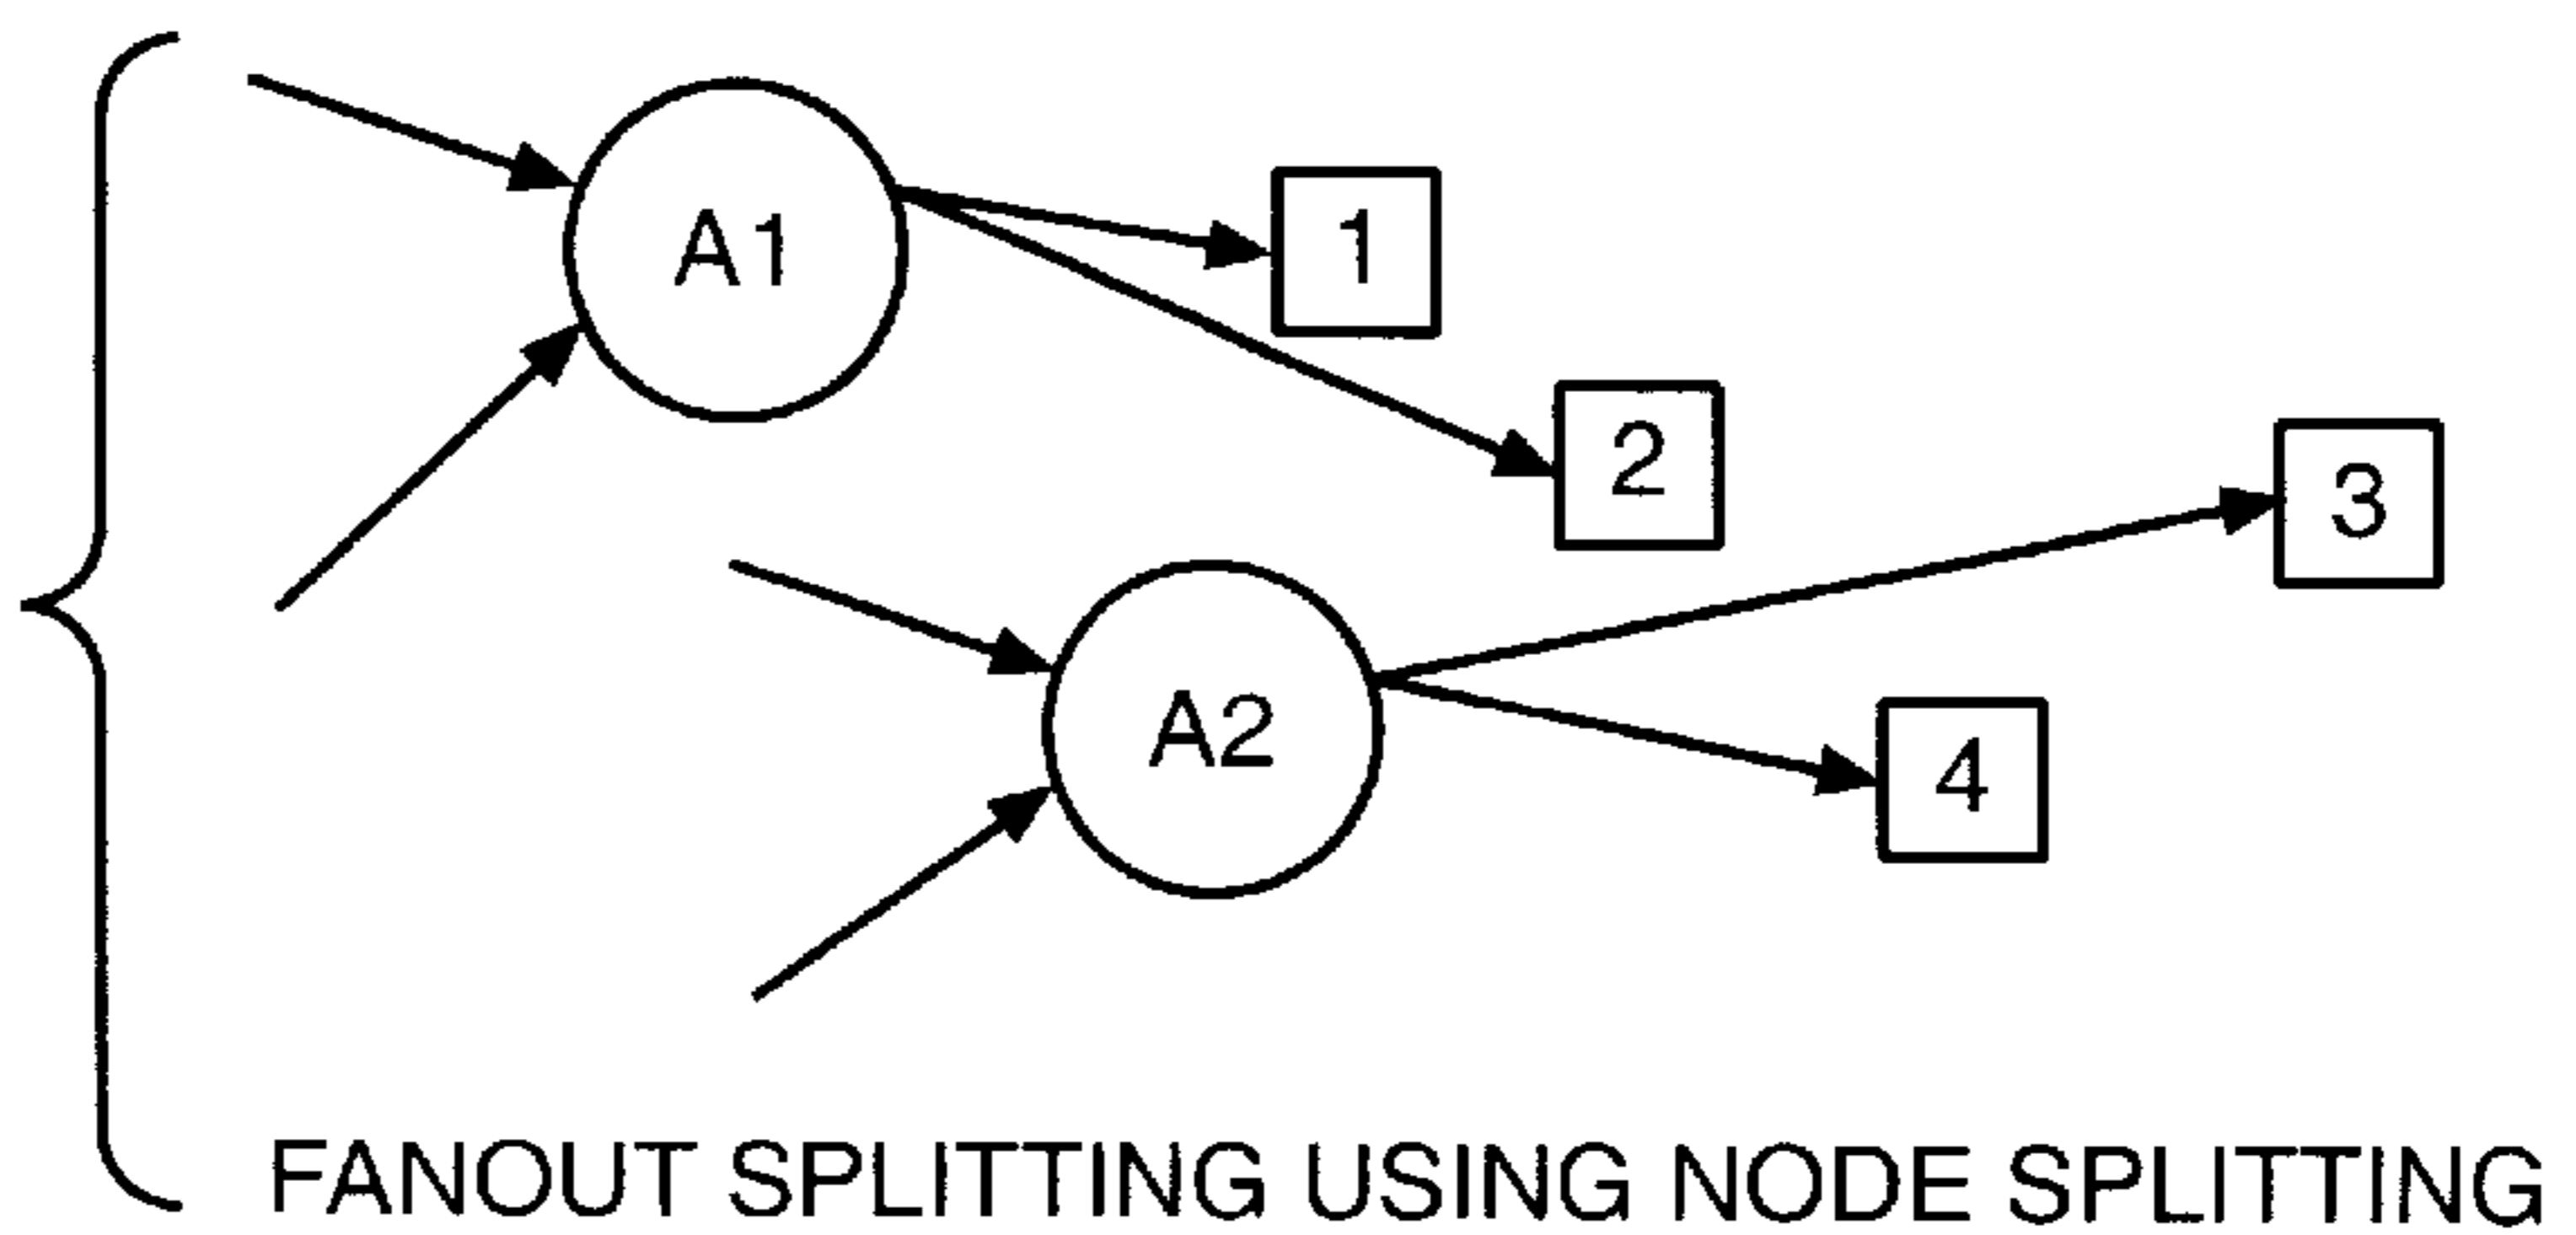 A1
1
2
3
A2
4
FANOUT SPLITTING USING NODE SPLITTING